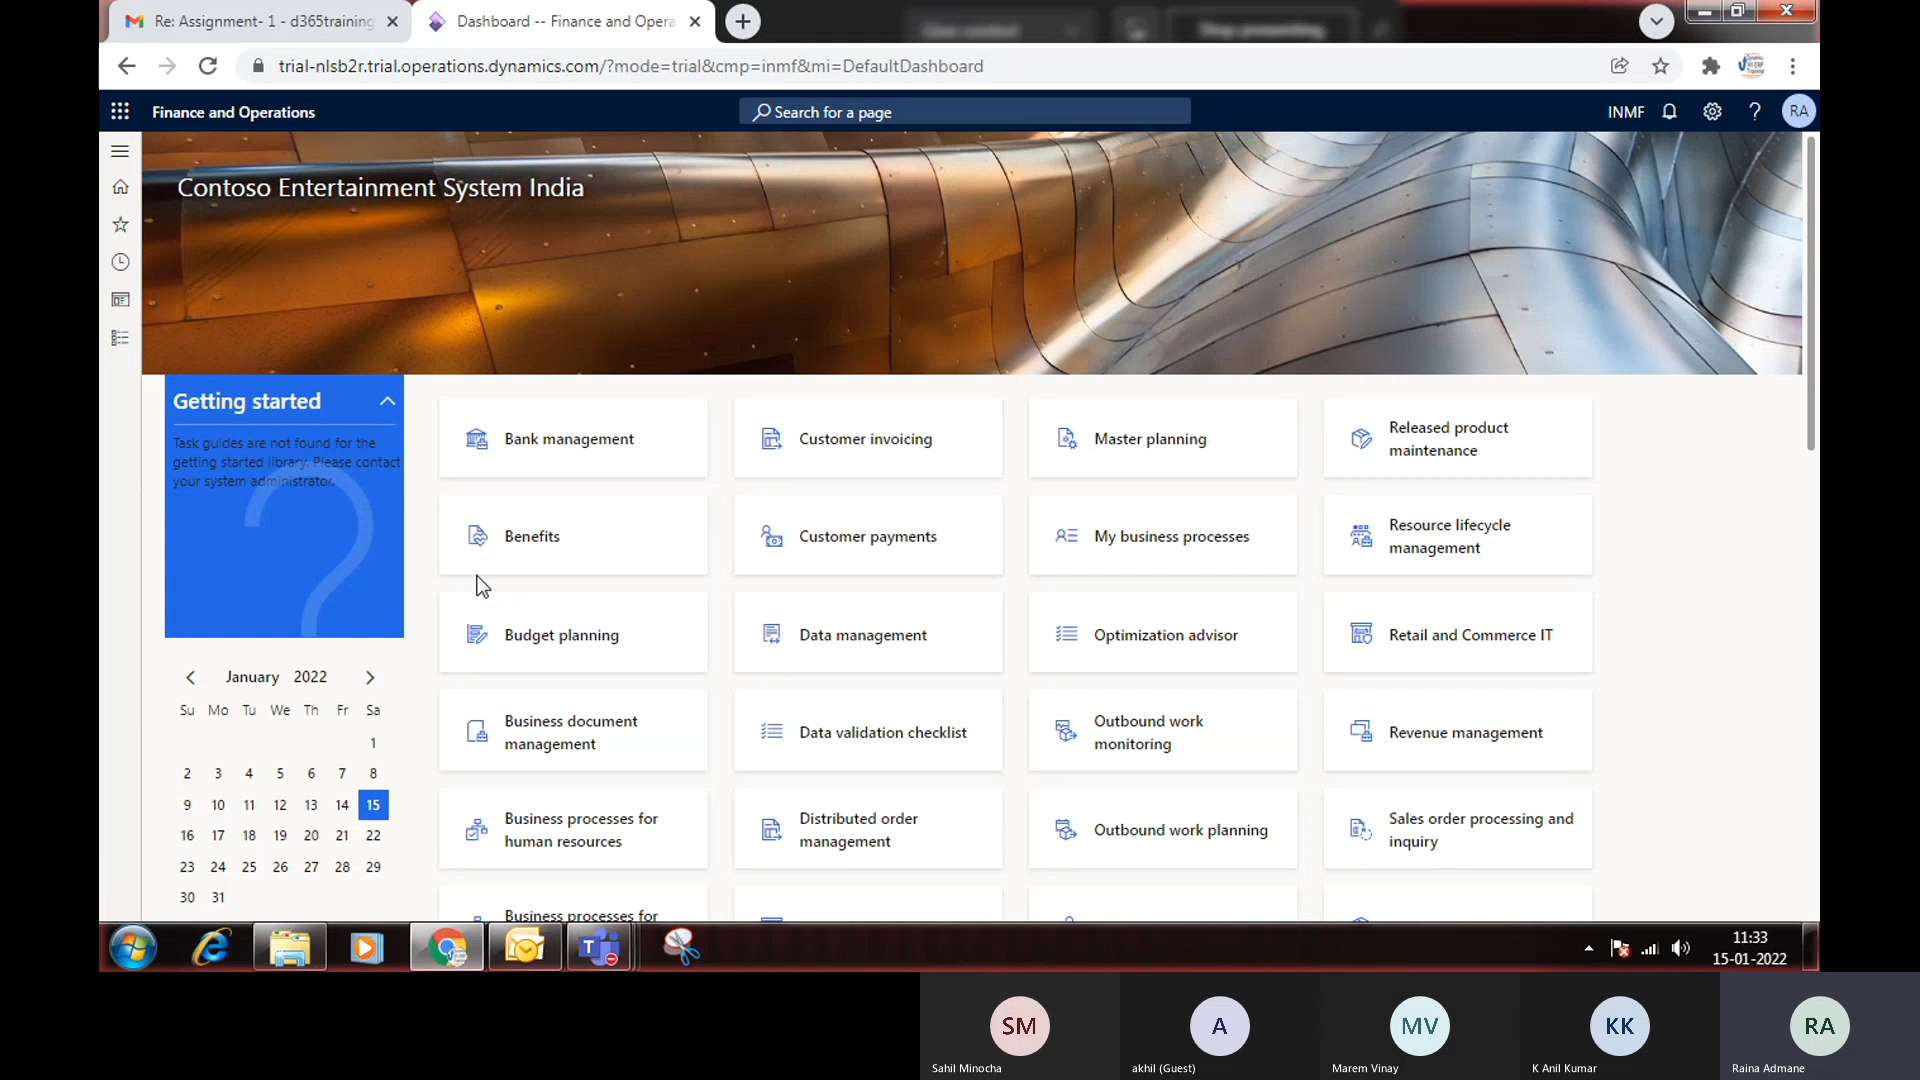 Re: Assignment- 1 - d365training
Dashboard -- Finance and Opera
Stop presenting
trial-nlsb2r.trial.operations.dynamics.com/?mode=trial&cmp=inmf&mi=DefaultDashboard
Finance and Operations
Search for a page
INMF
RA
Contoso Entertainment System India
Getting started
Task guides are not found for the
getting started library. Please contact
your system administrator.
January 2022
Su Mo Tu We Th Fr Sa
1
2 3 4 5 6 7 8
9 10 11 12 13 14 15
16 17 18 19 20 21 22
23 24 25 26 27 28 29
30 31
Bank management
Customer invoicing
Master planning
Released product
maintenance
Benefits
Customer payments
My business processes
Resource lifecycle
management
Budget planning
Data management
Optimization advisor
Retail and Commerce IT
Business document
management
Data validation checklist
Outbound work
monitoring
Revenue management
Business processes for
human resources
Distributed order
management
Outbound work planning
Sales order processing and
inquiry
Business processes for
11:33
15-01-2022
SM
A
MV
KK
RA
Sahil Minocha
akhil (Guest)
Marem Vinay
K Anil Kumar
Raina Admane